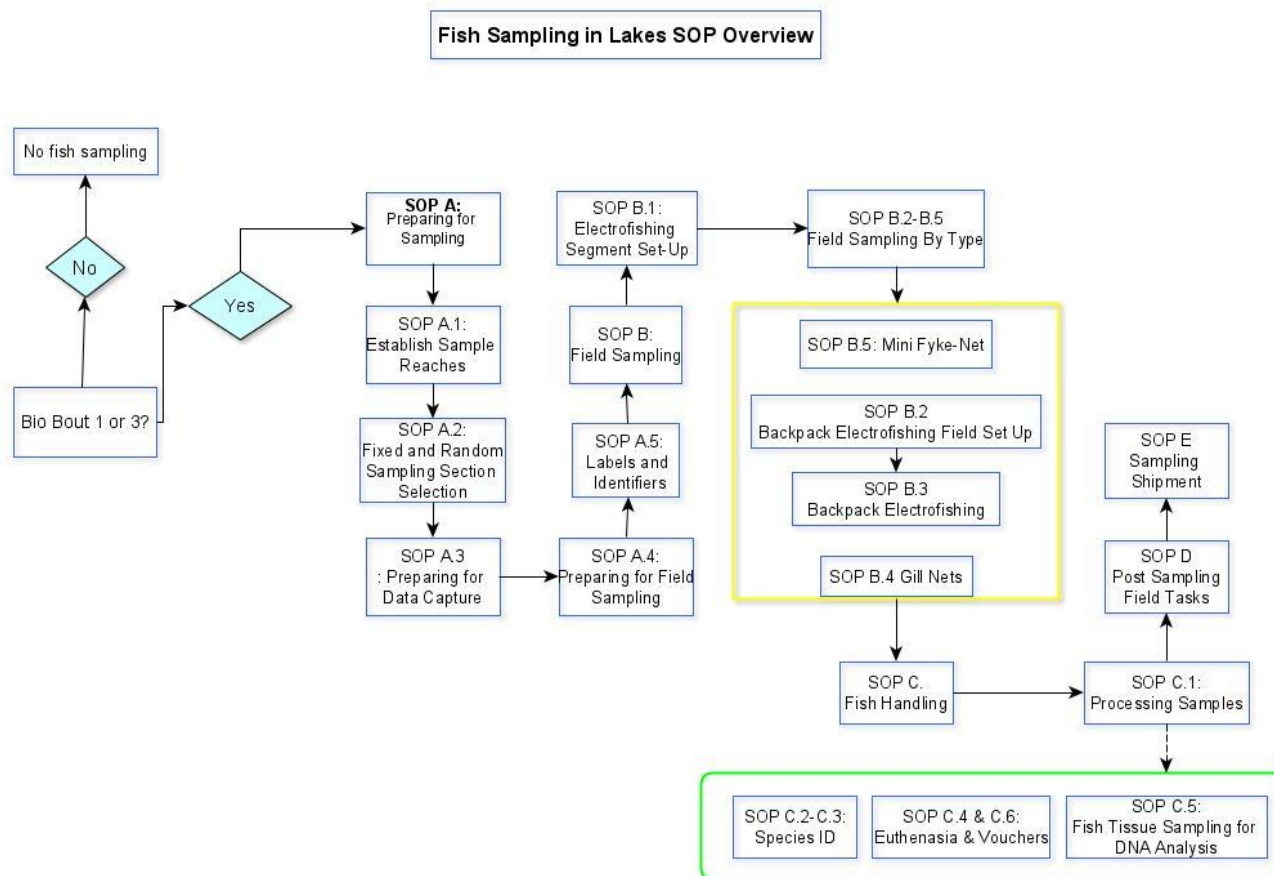 Fish Sampling in Lakes SOP Overview
No fish sampling
No
Yes
Bio Bout 1 or 3?
SOP A:
Preparing for
Sampling
SOP A.1:
Establish Sample
Reaches
SOP A.2:
Fixed and Random
Sampling Section
Selection
SOP A.3
: Preparing for
Data Capture
SOP A.4:
Preparing for Field
Sampling
SOP A.5:
Labels and
Identifiers
SOP B:
Field Sampling
SOP B.1:
Electrofishing
Segment Set-Up
SOP B.2-B.5
Field Sampling By Type
SOP B.5: Mini Fyke-Net
SOP B.2
Backpack Electrofishing Field Set Up
SOP B.3
Backpack Electrofishing
SOP B.4 Gill Nets
SOP C.
Fish Handling
SOP C.1:
Processing Samples
SOP D
Post Sampling
Field Tasks
SOP E
Sampling
Shipment
SOP C.2- C.3:
Species ID
SOP C.4 & C.6:
Euthenasia & Vouchers
SOP C.5:
Fish Tissue Sampling for
DNA Analysis